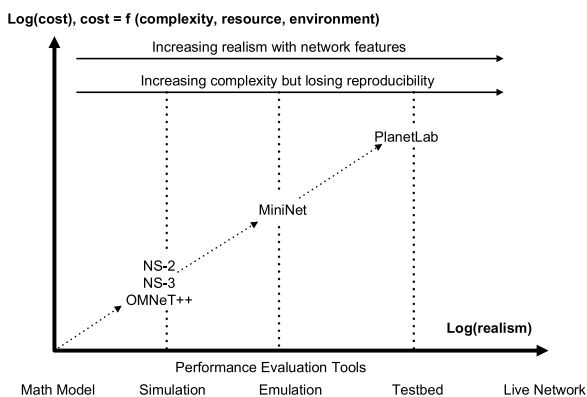 Log(cost), cost = f (complexity, resource, environment)
Increasing realism with network features
Increasing complexity but losing reproducibility
PlanetLab
MiniNet
NS-2
NS-3
OMNeT++
Log(realism)
Performance Evaluation Tools
Math Model Simulation Emulation Testbed Live Network